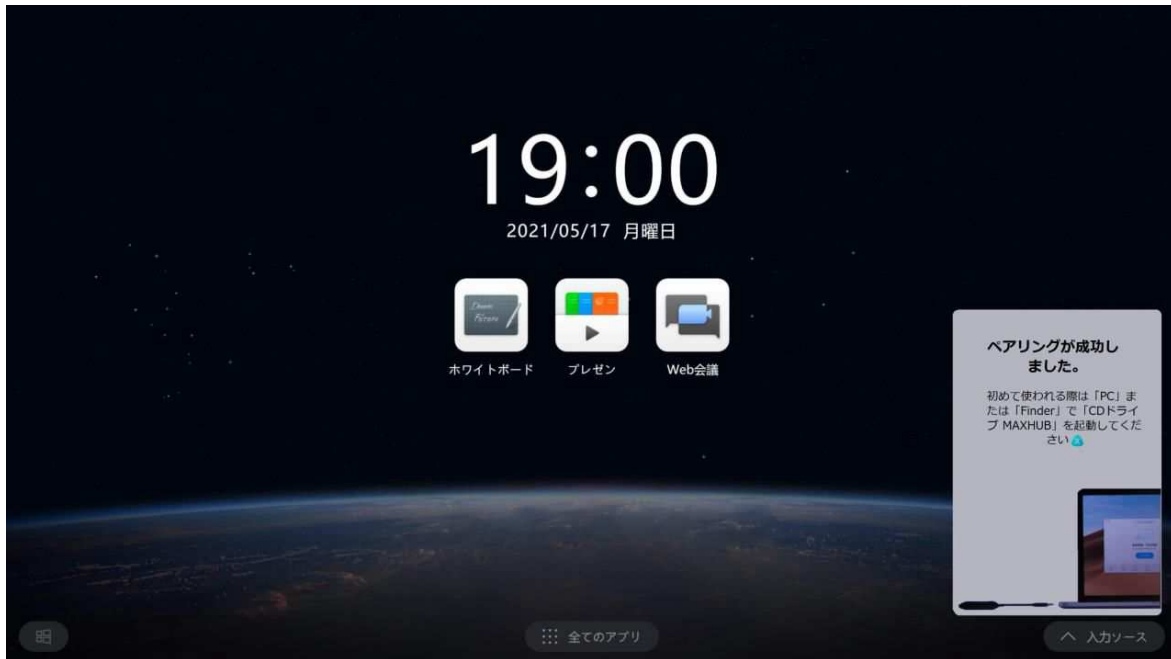 19:00
2021/05/17 月曜日
ホワイトボード
プレゼン
Web会議
ペアリングが成功し
ました。
初めて使われる際は「PC」ま
たは「Finder」で「CDドライ
ブ MAXHUB」を起動してくだ
さい
全てのアプリ
入力ソース